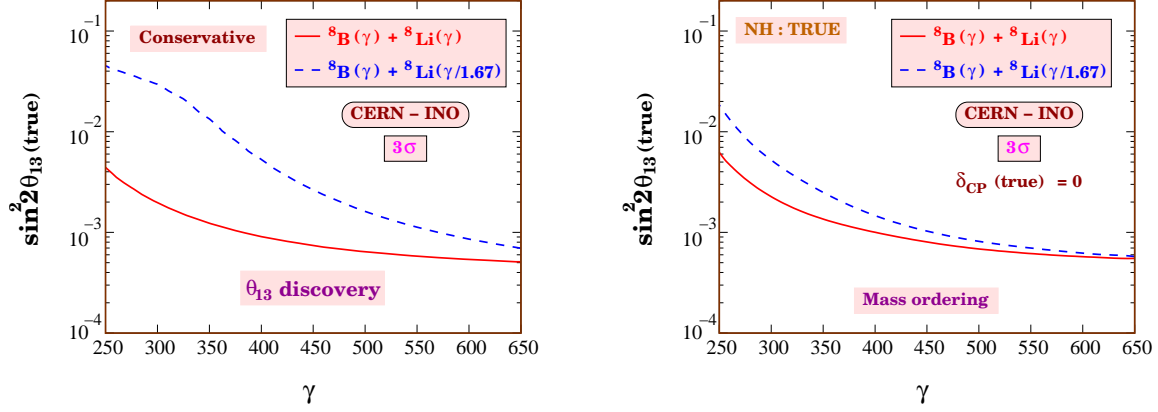 10⁻¹
10⁻²
10⁻³
10⁻⁴
sin²2θ₁₃(true)
Conservative
⁸B(γ) + ⁸Li(γ)
⁸B(γ) + ⁸Li(γ/1.67)
CERN – INO
3σ
θ₁₃ discovery
250 300 350 400 450 500 550 600 650
γ
10⁻¹
10⁻²
10⁻³
10⁻⁴
sin²2θ₁₃(true)
NH : TRUE
⁸B(γ) + ⁸Li(γ)
⁸B(γ) + ⁸Li(γ/1.67)
CERN – INO
3σ
δ_CP (true) = 0
Mass ordering
250 300 350 400 450 500 550 600 650
γ